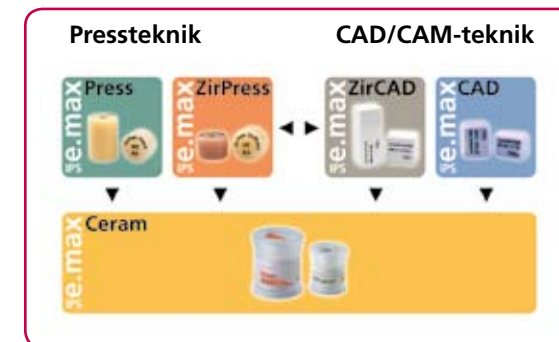 Pressteknik CAD/CAM-teknik
Press ZirPress ZirCAD CAD
e.max e.max e.max e.max
Ceram
e.max